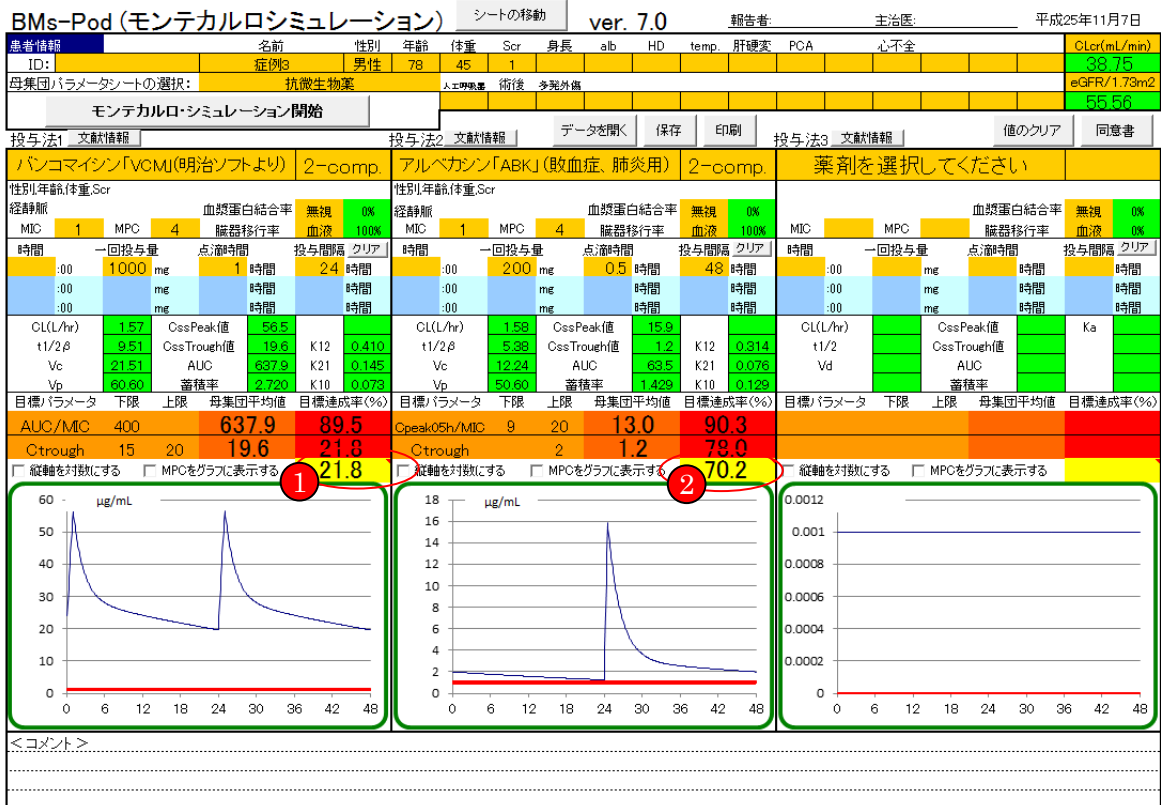 BMs-Pod (モンテカルロシミュレーション) シートの移動 ver. 7.0 報告者: 主治医: 平成25年11月7日
患者情報 名前 性別 年齢 体重 Scr 身長 alb HD temp. 肝硬変 PCA 心不全 CLcr(mL/min)
ID: 症例3 男性 78 45 1 38.75
母集団パラメータシートの選択: 抗微生物薬 人工呼吸器 術後 多発外傷 eGFR/1.73m2
モンテカルロ・シミュレーション開始 55.56
データを開く 保存 印刷 値のクリア 同意書
投与法1 文献情報 投与法2 文献情報 投与法3 文献情報
バンコマイシン「VCM」(明治ソフトより) 2-comp. アルベカシン「ABK」(敗血症、肺炎用) 2-comp. 薬剤を選択してください
性別,年齢,体重,Scr 性別,年齢,体重,Scr
経静脈 血漿蛋白結合率 無視 0% 経静脈 血漿蛋白結合率 無視 0% 血漿蛋白結合率 無視 0%
MIC 1 MPC 4 臓器移行率 血液 100% MIC 1 MPC 4 臓器移行率 血液 100% MIC MPC 臓器移行率 血液 0%
時間 一回投与量 点滴時間 投与間隔 クリア 時間 一回投与量 点滴時間 投与間隔 クリア 時間 一回投与量 点滴時間 投与間隔 クリア
:00 1000 mg 1 時間 24 時間 :00 200 mg 0.5 時間 48 時間 :00 mg 時間 時間
:00 mg 時間 時間 :00 mg 時間 時間 :00 mg 時間 時間
:00 mg 時間 時間 :00 mg 時間 時間 :00 mg 時間 時間
CL(L/hr) 1.57 CssPeak値 56.5 CL(L/hr) 1.58 CssPeak値 15.9 CL(L/hr) CssPeak値 Ka
t1/2β 9.51 CssTrough値 19.6 K12 0.410 t1/2β 5.38 CssTrough値 1.2 K12 0.314 t1/2 CssTrough値
Vc 21.51 AUC 637.9 K21 0.145 Vc 12.24 AUC 63.5 K21 0.076 Vd AUC
Vp 60.60 蓄積率 2.720 K10 0.073 Vp 50.60 蓄積率 1.429 K10 0.129 蓄積率
目標パラメータ 下限 上限 母集団平均値 目標達成率(%) 目標パラメータ 下限 上限 母集団平均値 目標達成率(%) 目標パラメータ 下限 上限 母集団平均値 目標達成率(%)
AUC/MIC 400 637.9 89.5 Cpeak05h/MIC 9 20 13.0 90.3
Ctrough 15 20 19.6 21.8 Ctrough 2 1.2 78.0
縦軸を対数にする MPCをグラフに表示する 21.8 縦軸を対数にする MPCをグラフに表示する 70.2 縦軸を対数にする MPCをグラフに表示する
1 2
60 μg/mL 18 μg/mL 0.0012
50 16 0.001
40 14 0.0008
30 12 0.0006
20 10 0.0004
10 8 0.0002
0 6 0
4
2
0
0 6 12 18 24 30 36 42 48 0 6 12 18 24 30 36 42 48 0 6 12 18 24 30 36 42 48
<コメント>